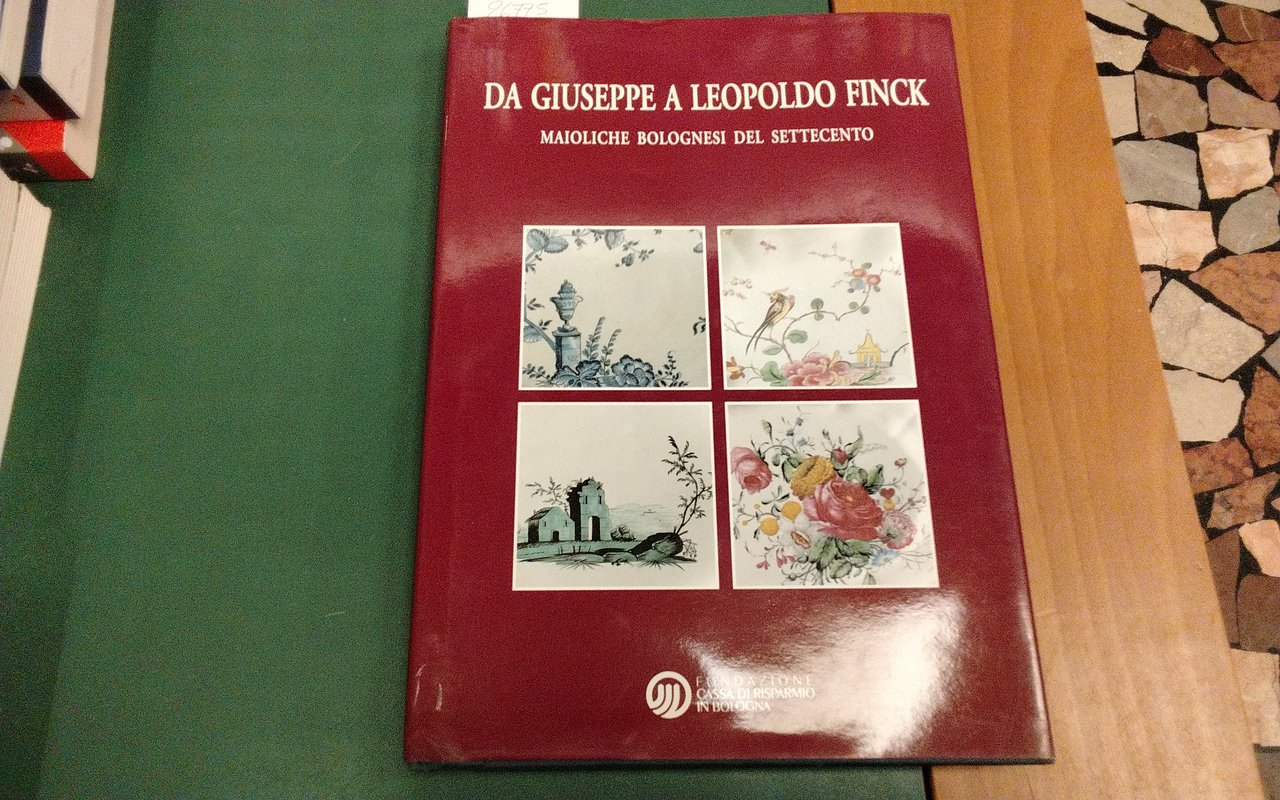 DA GIUSEPPE A LEOPOLDO FINCK
MAIOLICHE BOLOGNESI DEL SETTECENTO
FONDAZIONE
CASSA DI RISPARMIO
IN BOLOGNA